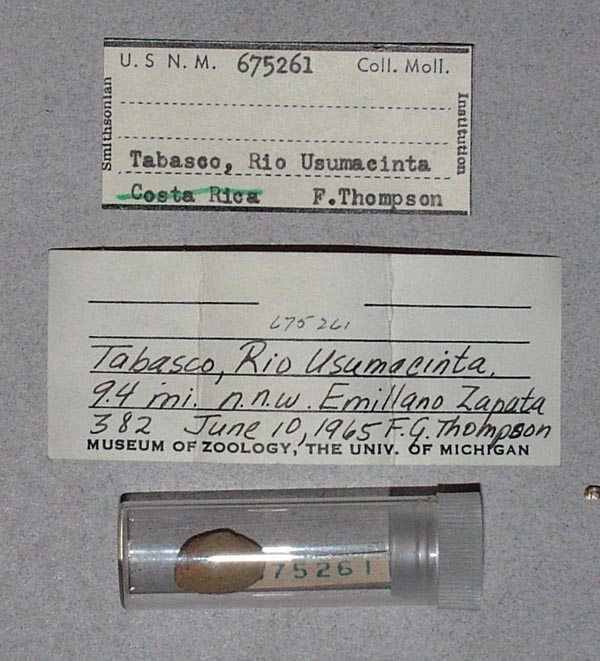 U. S N. M. 675261 Coll. Moll.
Smithsonian
Institution
Tabasco, Rio Usumacinta
Costa Rica F.Thompson
675261
Tabasco, Rio Usumacinta,
9.4 mi. n.n.w. Emillano Zapata
382 June 10, 1965 F.G. Thompson
MUSEUM OF ZOOLOGY, THE UNIV. OF MICHIGAN
675261